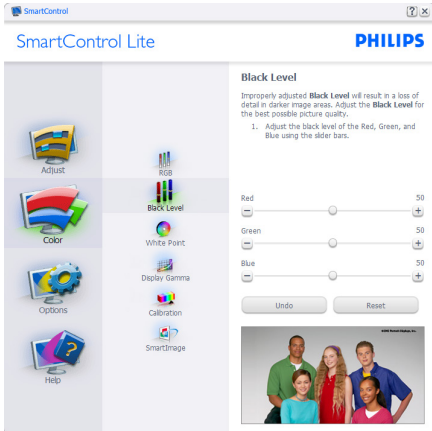 SmartControl
SmartControl Lite
PHILIPS
Adjust
Color
Options
Help
RGB
Black Level
White Point
Display Gamma
Calibration
SmartImage
Black Level
Improperly adjusted Black Level will result in a loss of
detail in darker image areas. Adjust the Black Level for
the best possible picture quality.
1. Adjust the black level of the Red, Green, and
Blue using the slider bars.
Red 50
Green 50
Blue 50
Undo Reset